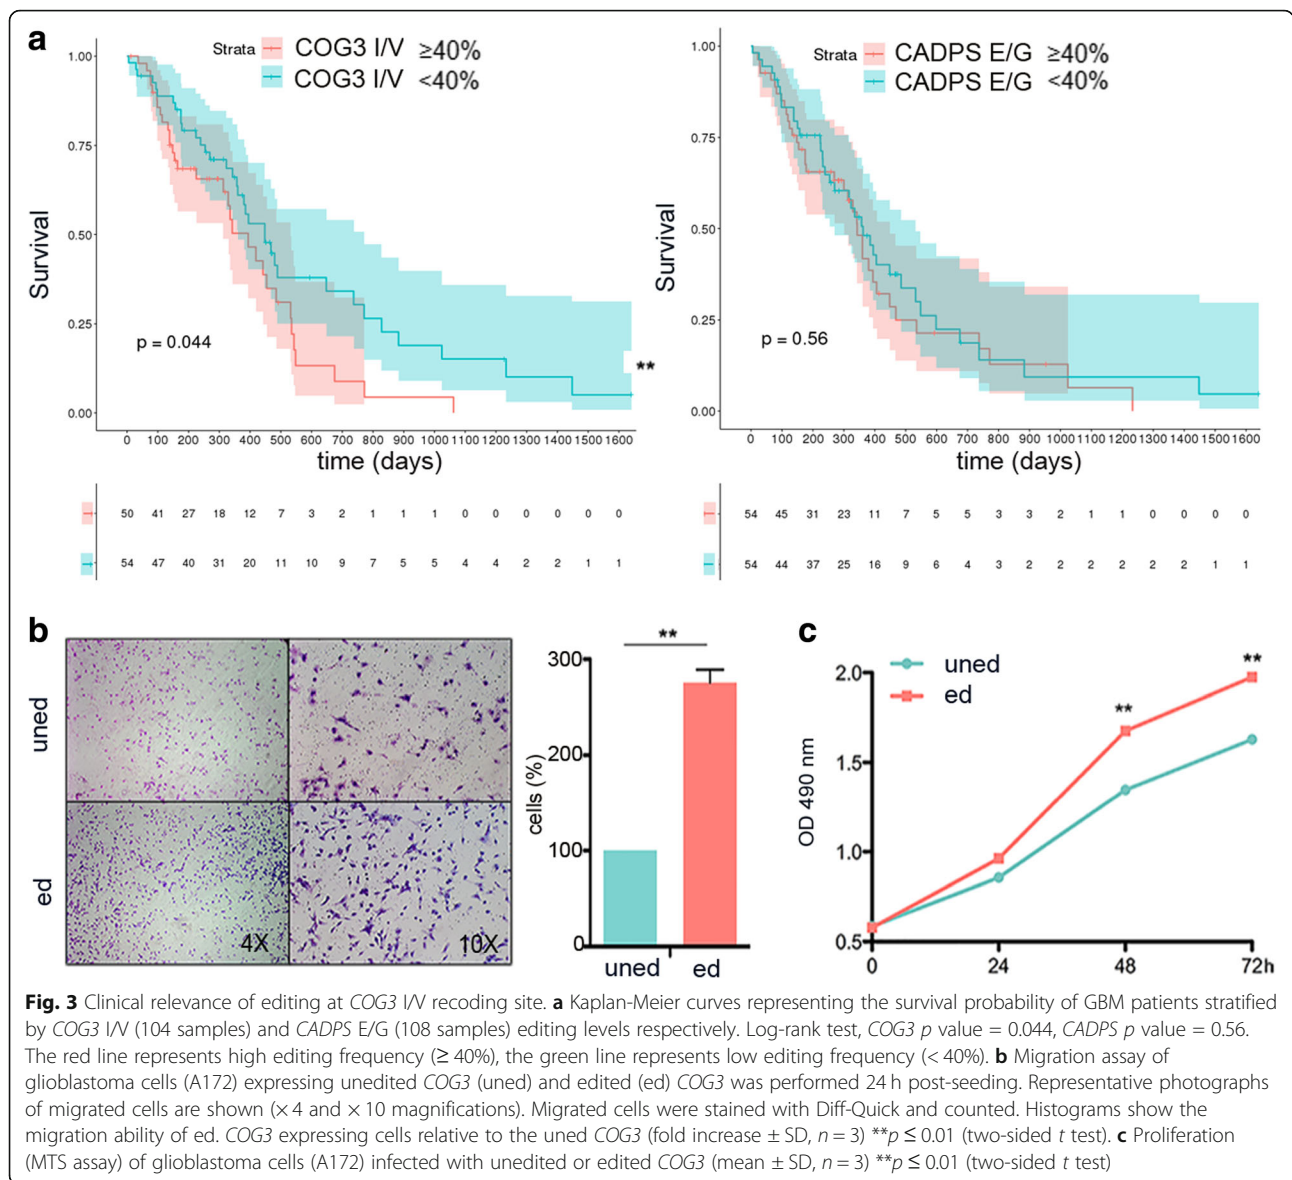 a
Strata COG3 I/V ≥40%
COG3 I/V <40%
1.00
0.75
0.50
0.25
0.00
Survival
p = 0.044
**
0 100 200 300 400 500 600 700 800 900 1000 1100 1200 1300 1400 1500 1600
time (days)
50 41 27 18 12 7 3 2 1 1 1 0 0 0 0 0 0
54 47 40 31 20 11 10 9 7 5 5 4 4 2 2 1 1
Strata CADPS E/G ≥40%
CADPS E/G <40%
1.00
0.75
0.50
0.25
0.00
Survival
p = 0.56
0 100 200 300 400 500 600 700 800 900 1000 1100 1200 1300 1400 1500 1600
time (days)
54 45 31 23 11 7 5 5 3 3 2 1 1 0 0 0 0
54 44 37 25 16 9 6 4 3 2 2 2 2 2 2 1 1
b
uned
ed
4X
10X
**
300
200
100
0
cells (%)
uned ed
c
uned
ed
**
**
2.0
1.5
1.0
0.5
OD 490 nm
0 24 48 72h
Fig. 3 Clinical relevance of editing at COG3 I/V recoding site. a Kaplan-Meier curves representing the survival probability of GBM patients stratified
by COG3 I/V (104 samples) and CADPS E/G (108 samples) editing levels respectively. Log-rank test, COG3 p value = 0.044, CADPS p value = 0.56.
The red line represents high editing frequency (≥ 40%), the green line represents low editing frequency (< 40%). b Migration assay of
glioblastoma cells (A172) expressing unedited COG3 (uned) and edited (ed) COG3 was performed 24 h post-seeding. Representative photographs
of migrated cells are shown (× 4 and × 10 magnifications). Migrated cells were stained with Diff-Quick and counted. Histograms show the
migration ability of ed. COG3 expressing cells relative to the uned COG3 (fold increase ± SD, n = 3) **p ≤ 0.01 (two-sided t test). c Proliferation
(MTS assay) of glioblastoma cells (A172) infected with unedited or edited COG3 (mean ± SD, n = 3) **p ≤ 0.01 (two-sided t test)